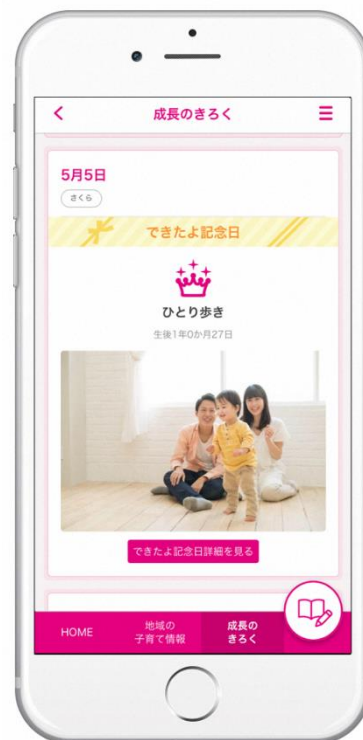 成長のきろく
5月5日
さくら
できたよ記念日
ひとり歩き
生後1年0か月27日
できたよ記念日詳細を見る
HOME
地域の
子育て情報
成長の
きろく